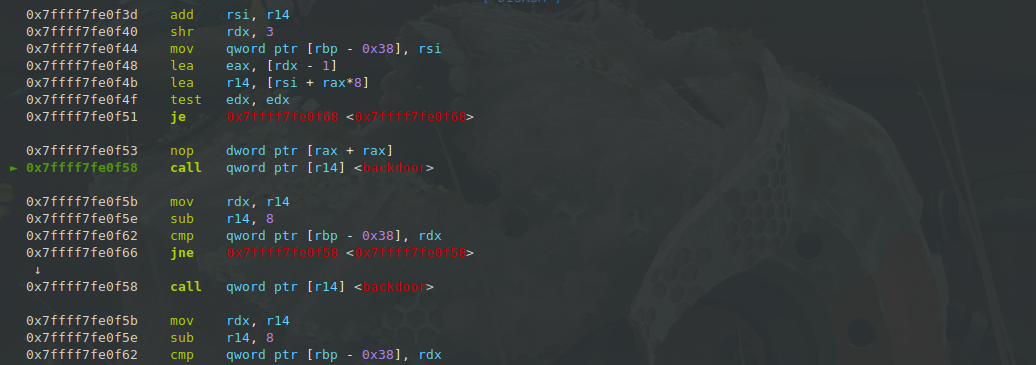 0x7ffff7fe0f3d    add    rsi, r14
0x7ffff7fe0f40    shr    rdx, 3
0x7ffff7fe0f44    mov    qword ptr [rbp - 0x38], rsi
0x7ffff7fe0f48    lea    eax, [rdx - 1]
0x7ffff7fe0f4b    lea    r14, [rsi + rax*8]
0x7ffff7fe0f4f    test   edx, edx
0x7ffff7fe0f51    je     0x7ffff7fe0f68 <0x7ffff7fe0f68>
0x7ffff7fe0f53    nop    dword ptr [rax + rax]
► 0x7ffff7fe0f58    call   qword ptr [r14] <backdoor>
0x7ffff7fe0f5b    mov    rdx, r14
0x7ffff7fe0f5e    sub    r14, 8
0x7ffff7fe0f62    cmp    qword ptr [rbp - 0x38], rdx
0x7ffff7fe0f66    jne    0x7ffff7fe0f58 <0x7ffff7fe0f58>
↓
0x7ffff7fe0f58    call   qword ptr [r14] <backdoor>
0x7ffff7fe0f5b    mov    rdx, r14
0x7ffff7fe0f5e    sub    r14, 8
0x7ffff7fe0f62    cmp    qword ptr [rbp - 0x38], rdx